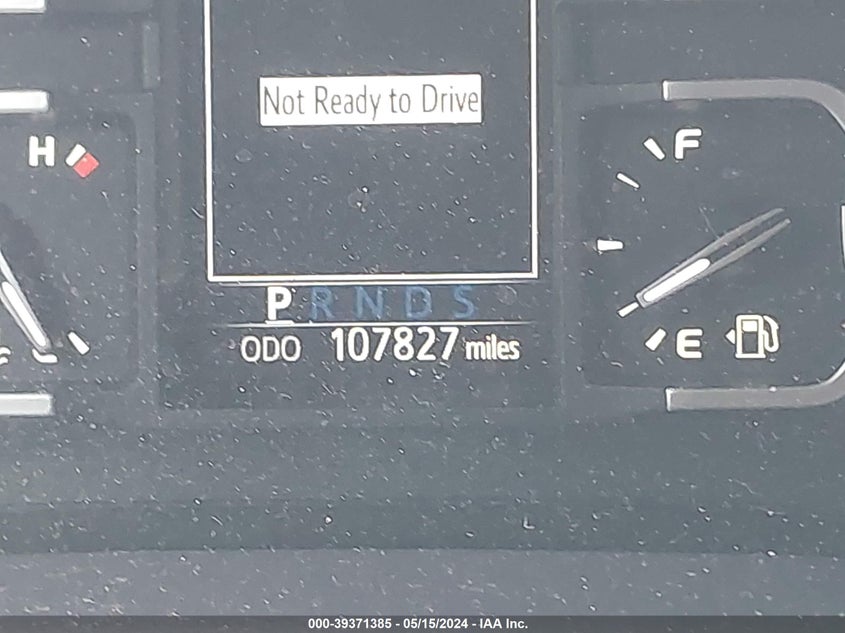 Not Ready to Drive
H
F
P R N D S
ODO 107827 miles
E
000-39371385 - 05/15/2024 - IAA Inc.